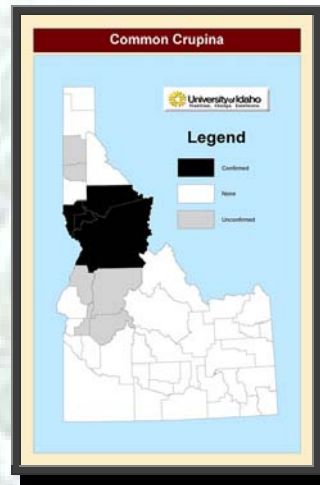 Common Crupina
University of Idaho
Legend
Confirmed
None
Unconfirmed